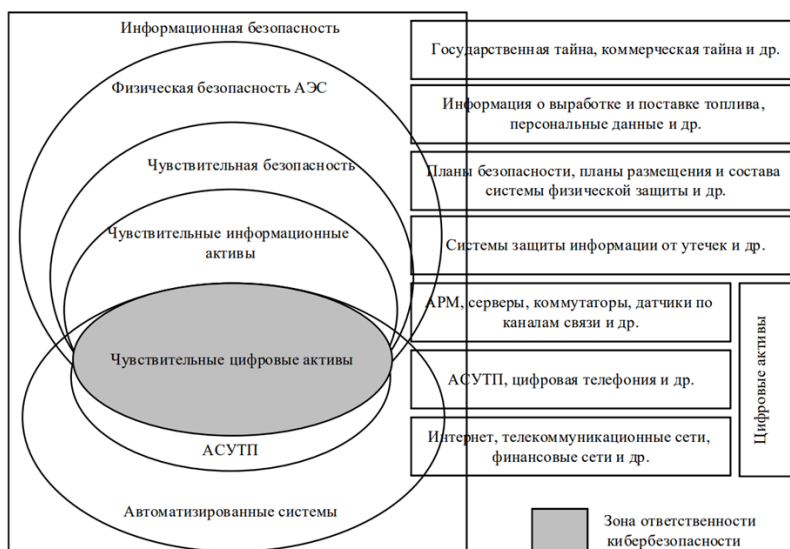 Информационная безопасность
Физическая безопасность АЭС
Чувствительная безопасность
Чувствительные информационные
активы
Чувствительные цифровые активы
АСУТП
Автоматизированные системы
Государственная тайна, коммерческая тайна и др.
Информация о выработке и поставке топлива,
персональные данные и др.
Планы безопасности, планы размещения и состава
системы физической защиты и др.
Системы защиты информации от утечек и др.
АРМ, серверы, коммутаторы, датчики по
каналам связи и др.
АСУТП, цифровая телефония и др.
Интернет, телекоммуникационные сети,
финансовые сети и др.
Цифровые активы
Зона ответственности
кибербезопасности